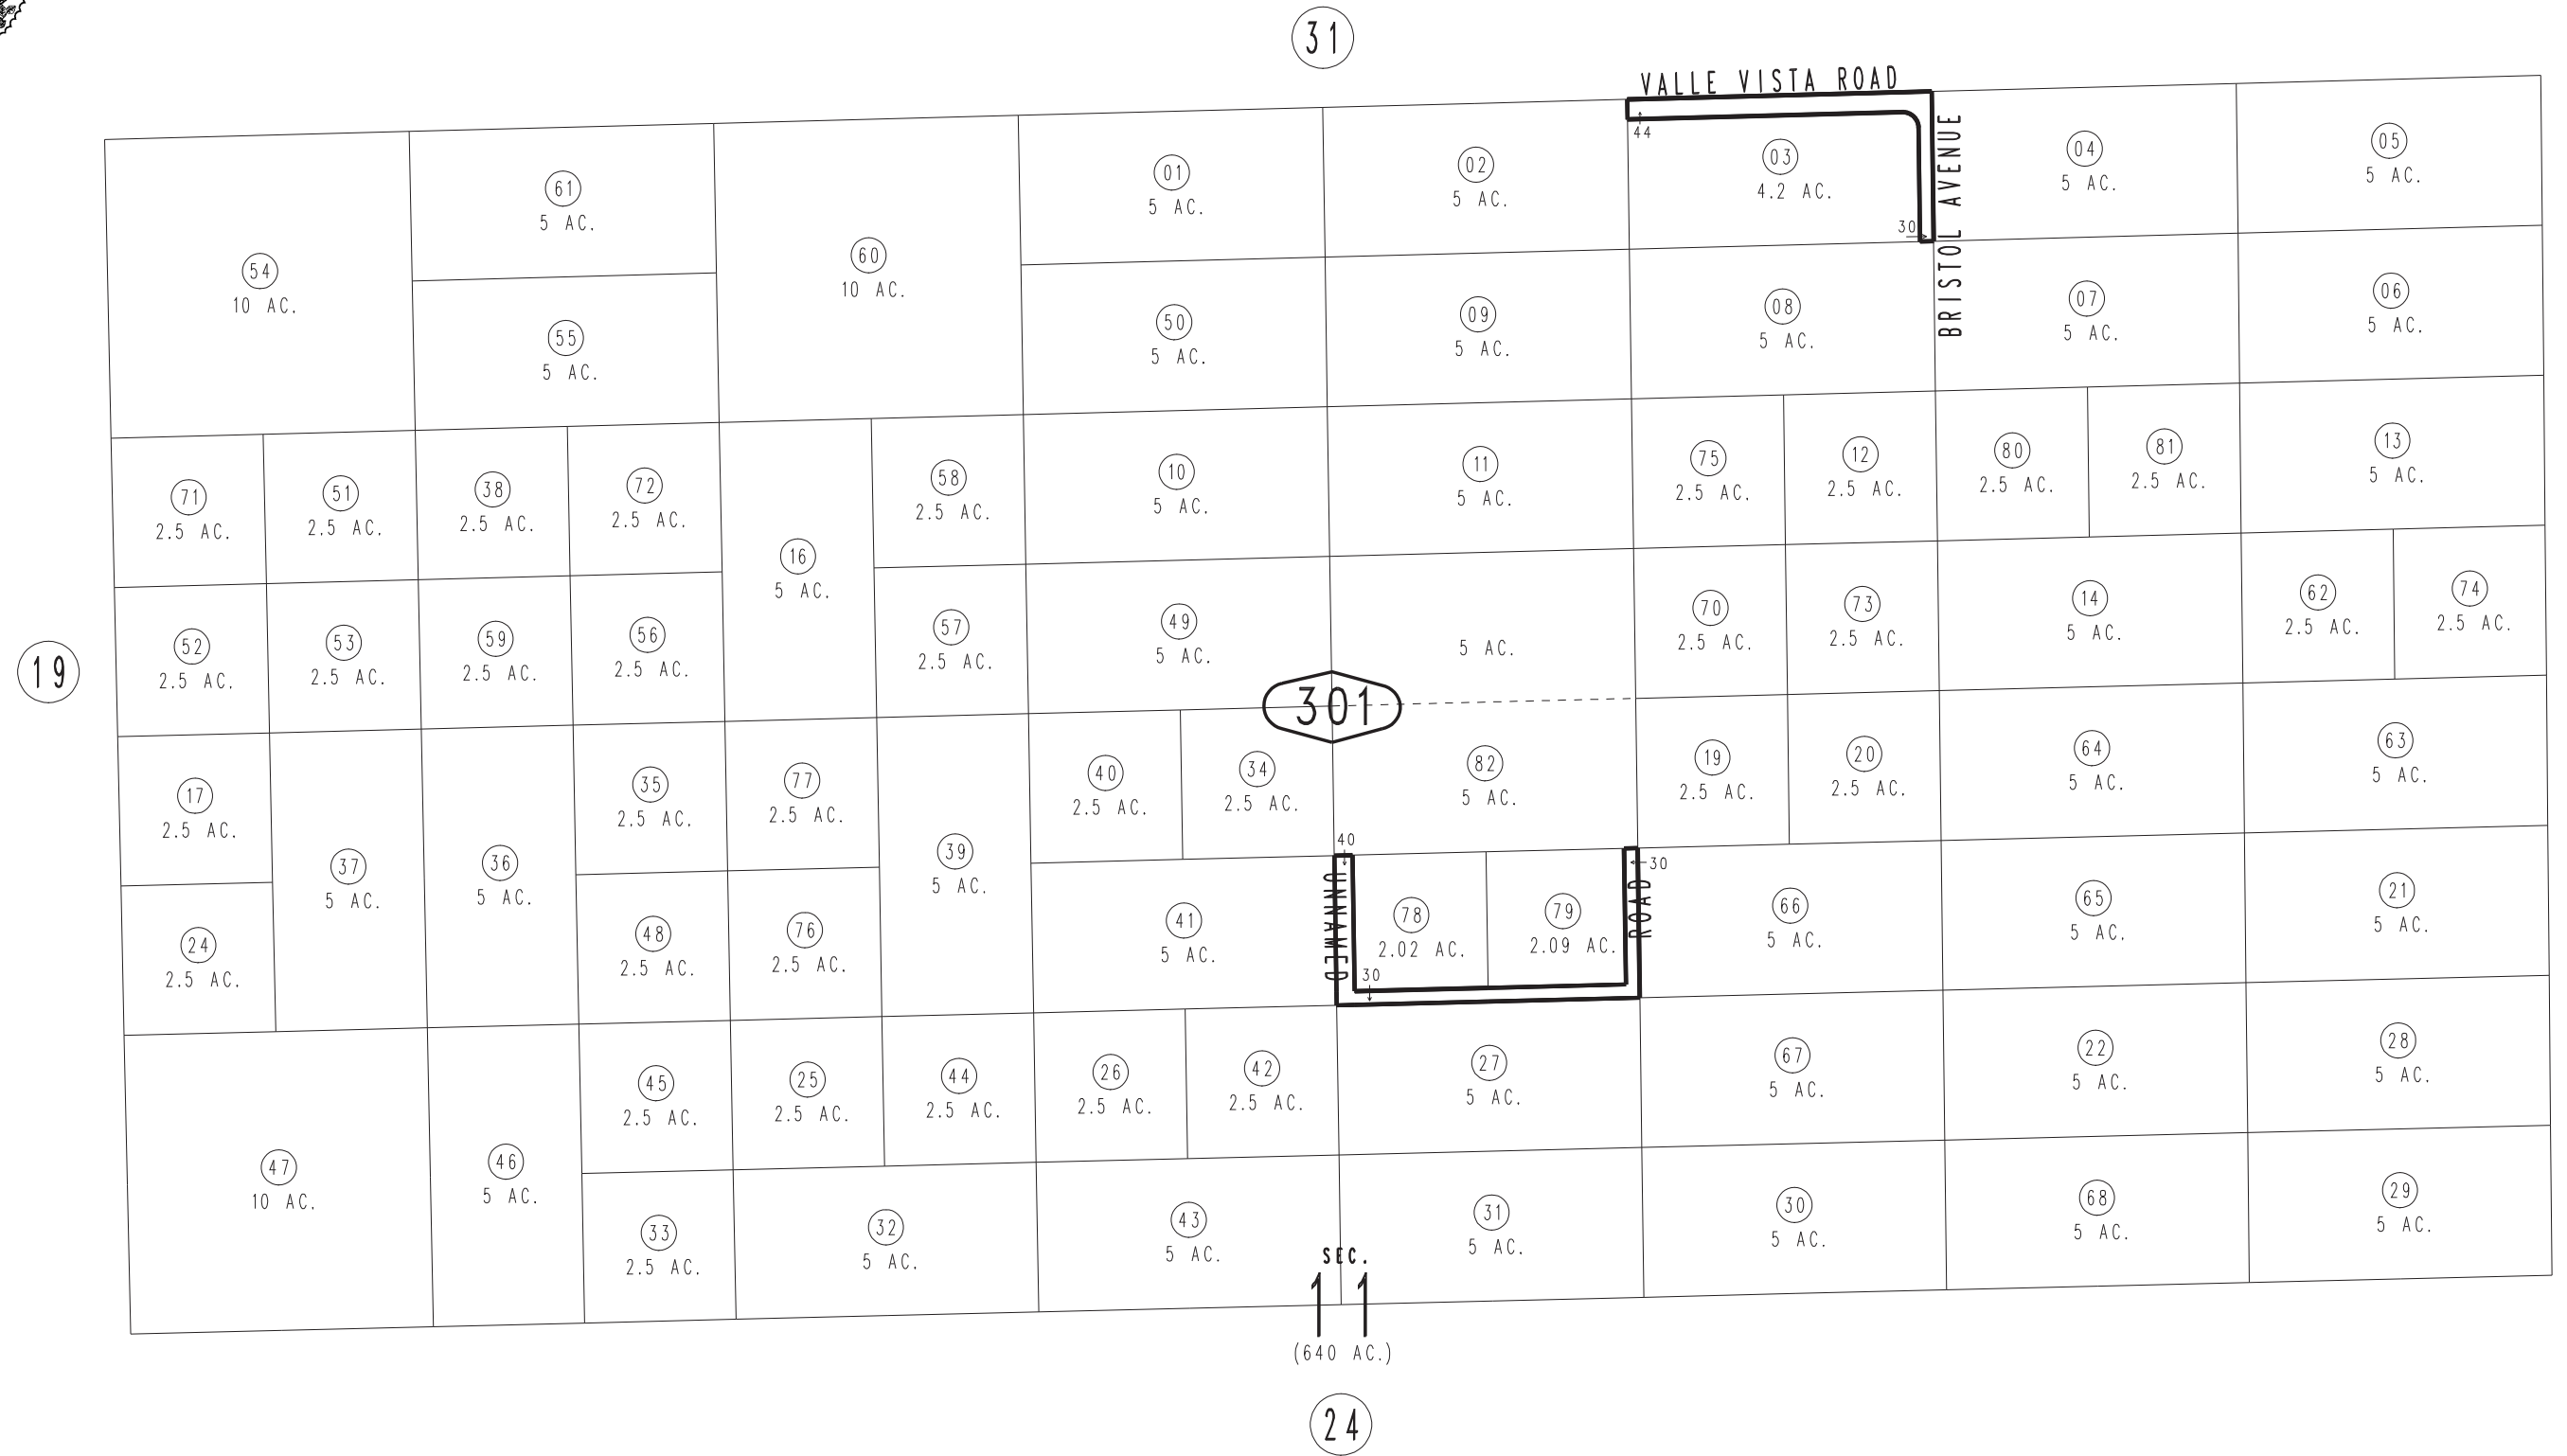 31
VALLE VISTA ROAD
44
BRISTOL AVENUE
30
54
10 AC.
61
5 AC.
55
5 AC.
60
10 AC.
01
5 AC.
02
5 AC.
03
4.2 AC.
04
5 AC.
05
5 AC.
50
5 AC.
09
5 AC.
08
5 AC.
07
5 AC.
06
5 AC.
71
2.5 AC.
51
2.5 AC.
38
2.5 AC.
72
2.5 AC.
16
5 AC.
58
2.5 AC.
10
5 AC.
11
5 AC.
75
2.5 AC.
12
2.5 AC.
80
2.5 AC.
81
2.5 AC.
13
5 AC.
19
52
2.5 AC.
53
2.5 AC.
59
2.5 AC.
56
2.5 AC.
57
2.5 AC.
49
5 AC.
5 AC.
70
2.5 AC.
73
2.5 AC.
14
5 AC.
62
2.5 AC.
74
2.5 AC.
301
17
2.5 AC.
37
5 AC.
36
5 AC.
35
2.5 AC.
77
2.5 AC.
39
5 AC.
40
2.5 AC.
34
2.5 AC.
82
5 AC.
19
2.5 AC.
20
2.5 AC.
64
5 AC.
63
5 AC.
24
2.5 AC.
48
2.5 AC.
76
2.5 AC.
41
5 AC.
40
UNNAMED
30
78
2.02 AC.
79
2.09 AC.
30
ROAD
66
5 AC.
65
5 AC.
21
5 AC.
47
10 AC.
46
5 AC.
45
2.5 AC.
25
2.5 AC.
44
2.5 AC.
26
2.5 AC.
42
2.5 AC.
27
5 AC.
67
5 AC.
22
5 AC.
28
5 AC.
33
2.5 AC.
32
5 AC.
43
5 AC.
31
5 AC.
30
5 AC.
68
5 AC.
29
5 AC.
SEC.
11
(640 AC.)
24